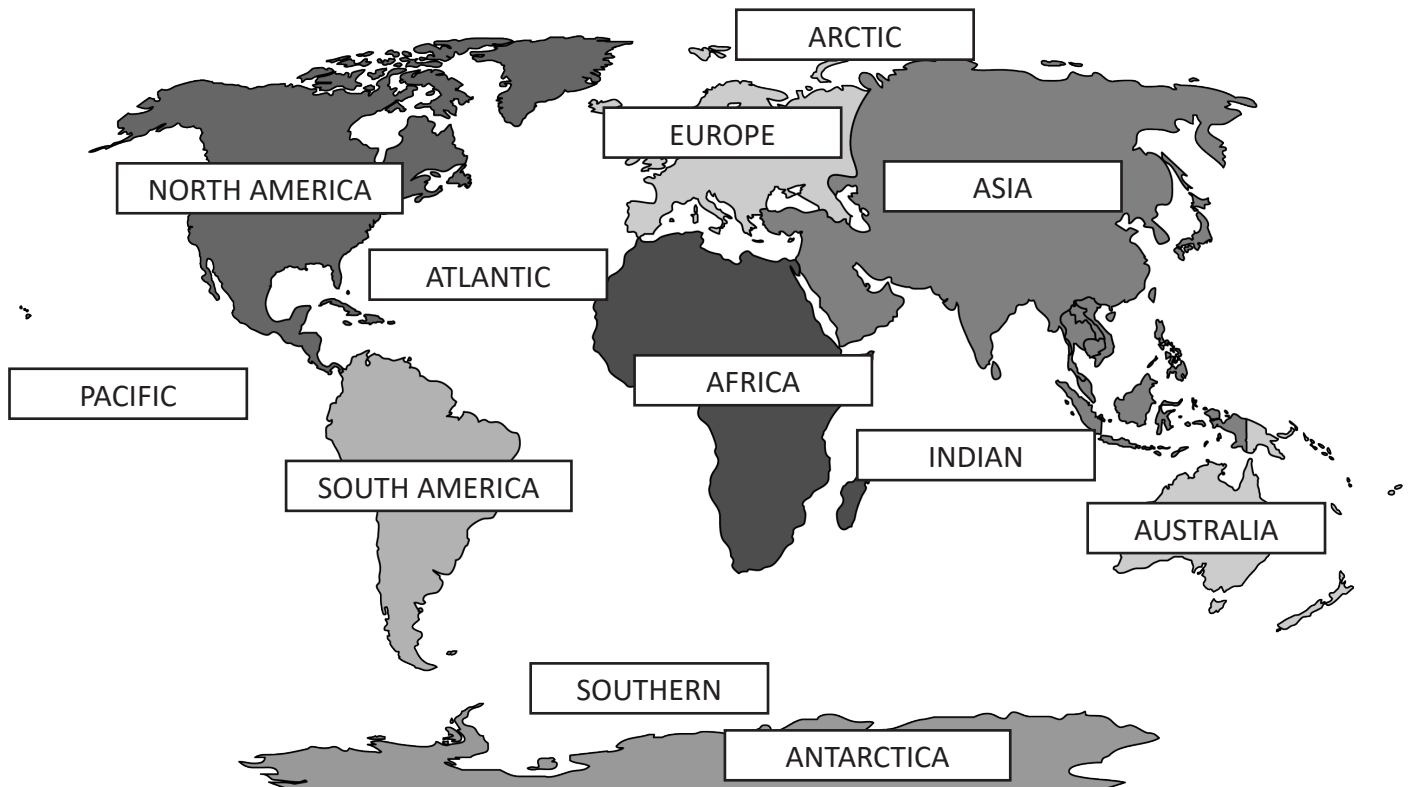 ARCTIC
EUROPE
NORTH AMERICA
ASIA
ATLANTIC
PACIFIC
AFRICA
INDIAN
SOUTH AMERICA
AUSTRALIA
SOUTHERN
ANTARCTICA